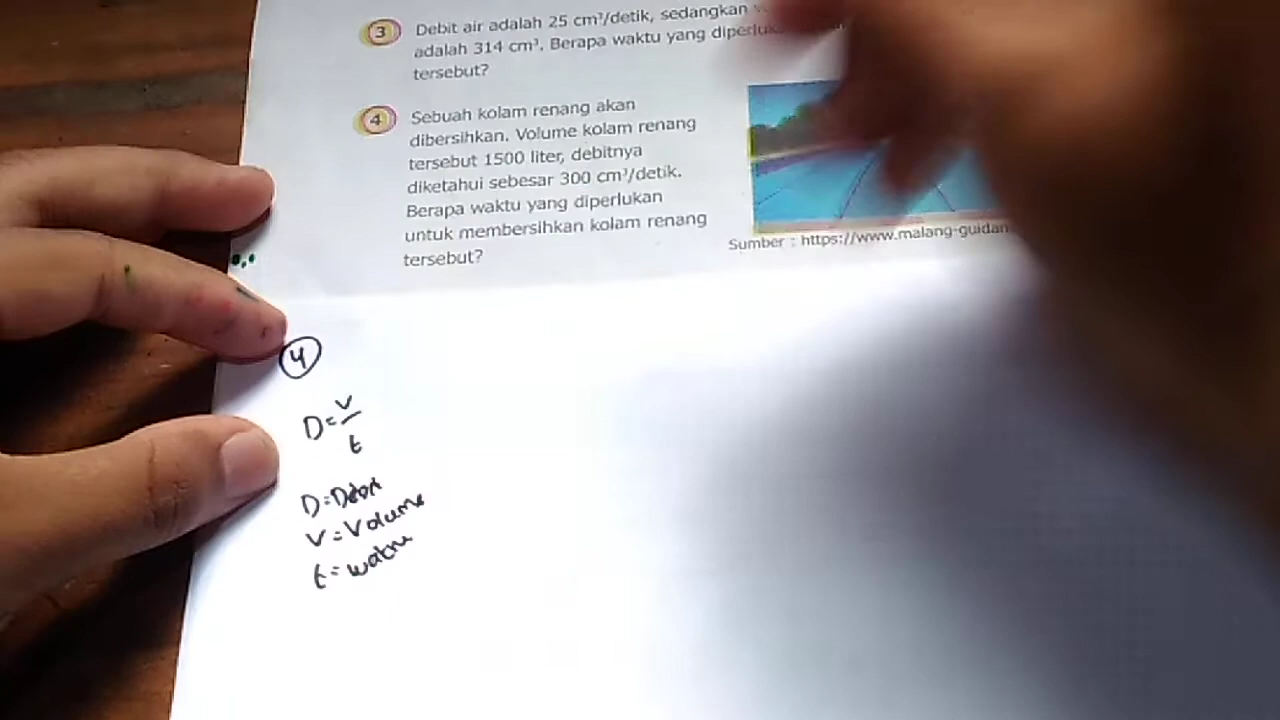 3 Debit air adalah 25 cm³/detik, sedangkan
adalah 314 cm³. Berapa waktu yang
tersebut?
4 Sebuah kolam renang akan
dibersihkan. Volume kolam renang
tersebut 1500 liter, debitnya
diketahui sebesar 300 cm³/detik.
Berapa waktu yang diperlukan
untuk membersihkan kolam renang
tersebut?
Sumber : https://www.malang-guidan
4
D=V/t
D=Debit
V=Volume
t=waktu